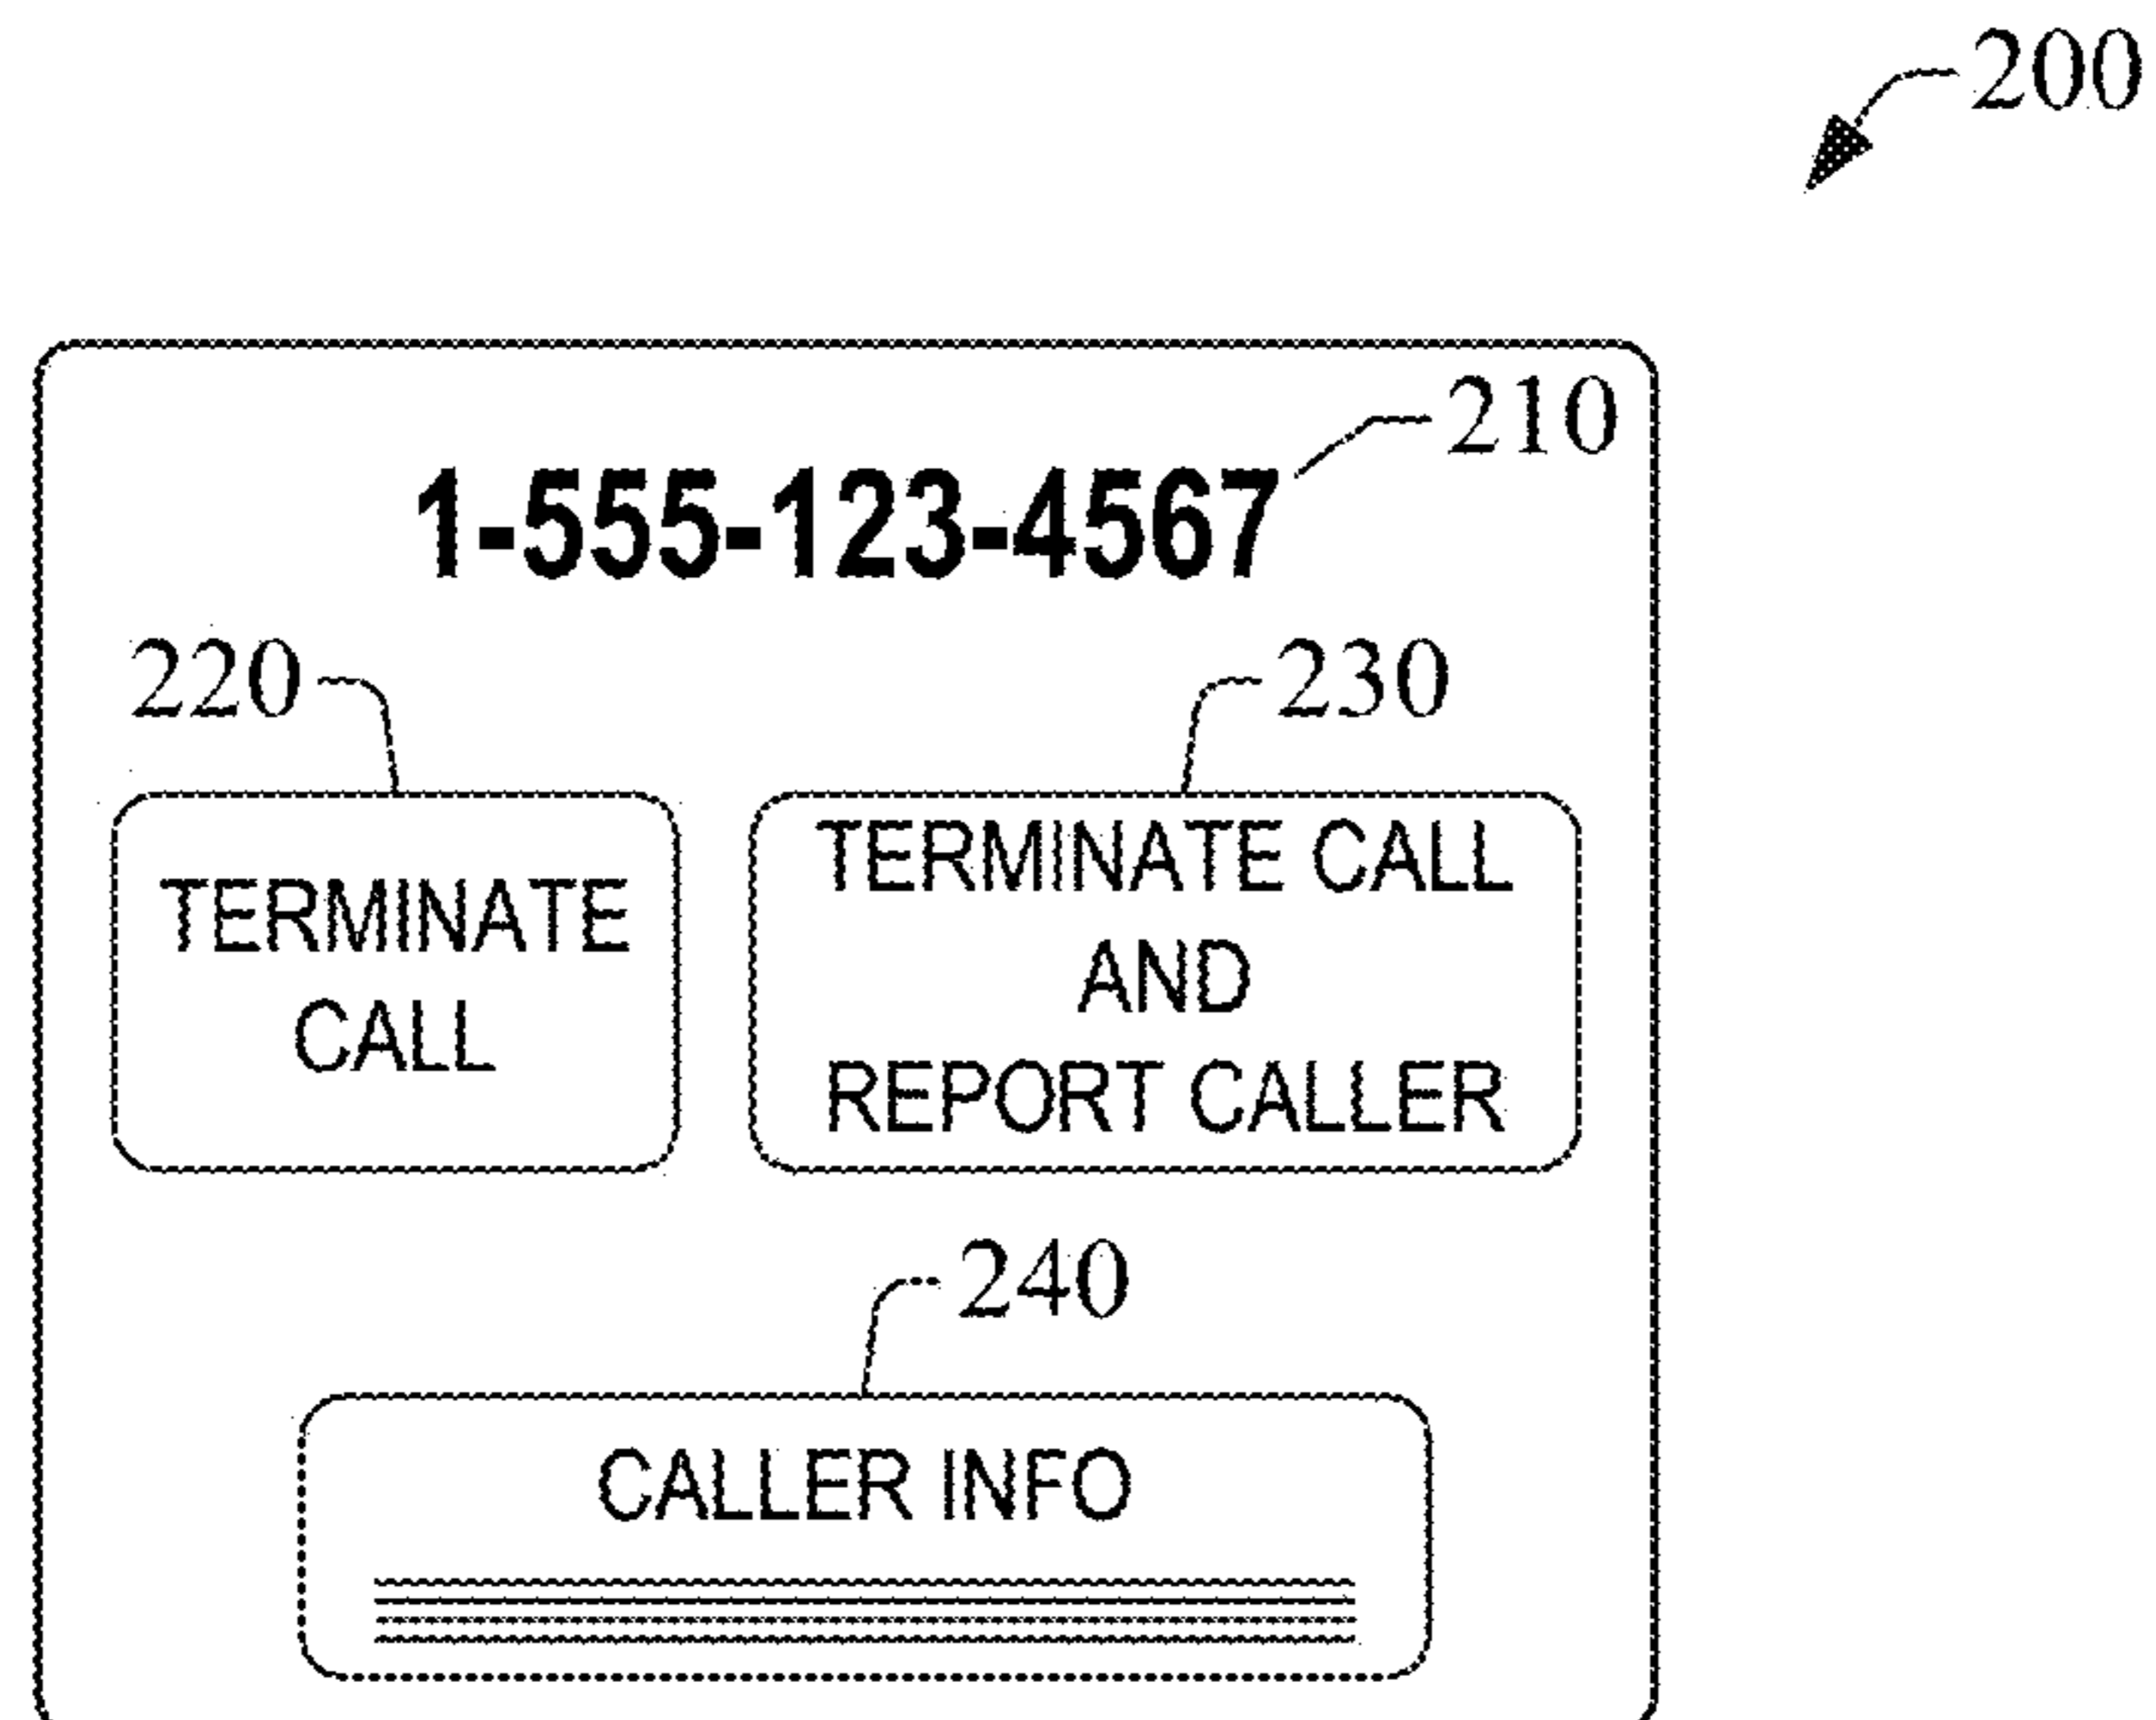 200
210
1-555-123-4567
220
230
TERMINATE
CALL
TERMINATE CALL
AND
REPORT CALLER
240
CALLER INFO